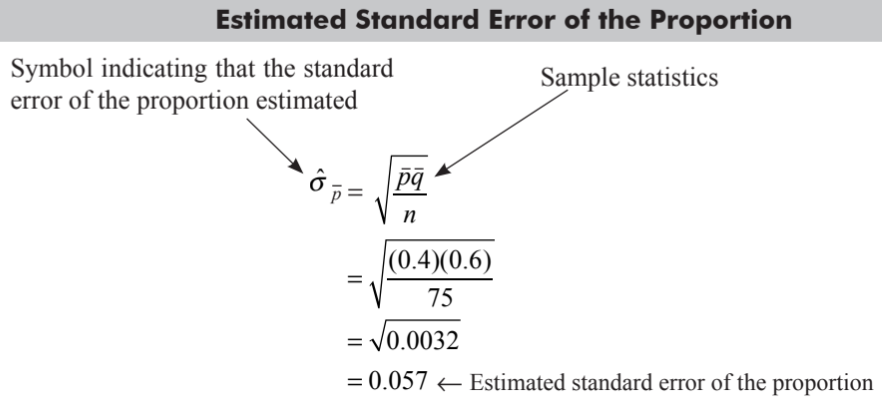 Estimated Standard Error of the Proportion
Symbol indicating that the standard
error of the proportion estimated
Sample statistics
σ̂ p̄ = √(p̄q̄/n)
= √((0.4)(0.6)/75)
= √0.0032
= 0.057 ← Estimated standard error of the proportion